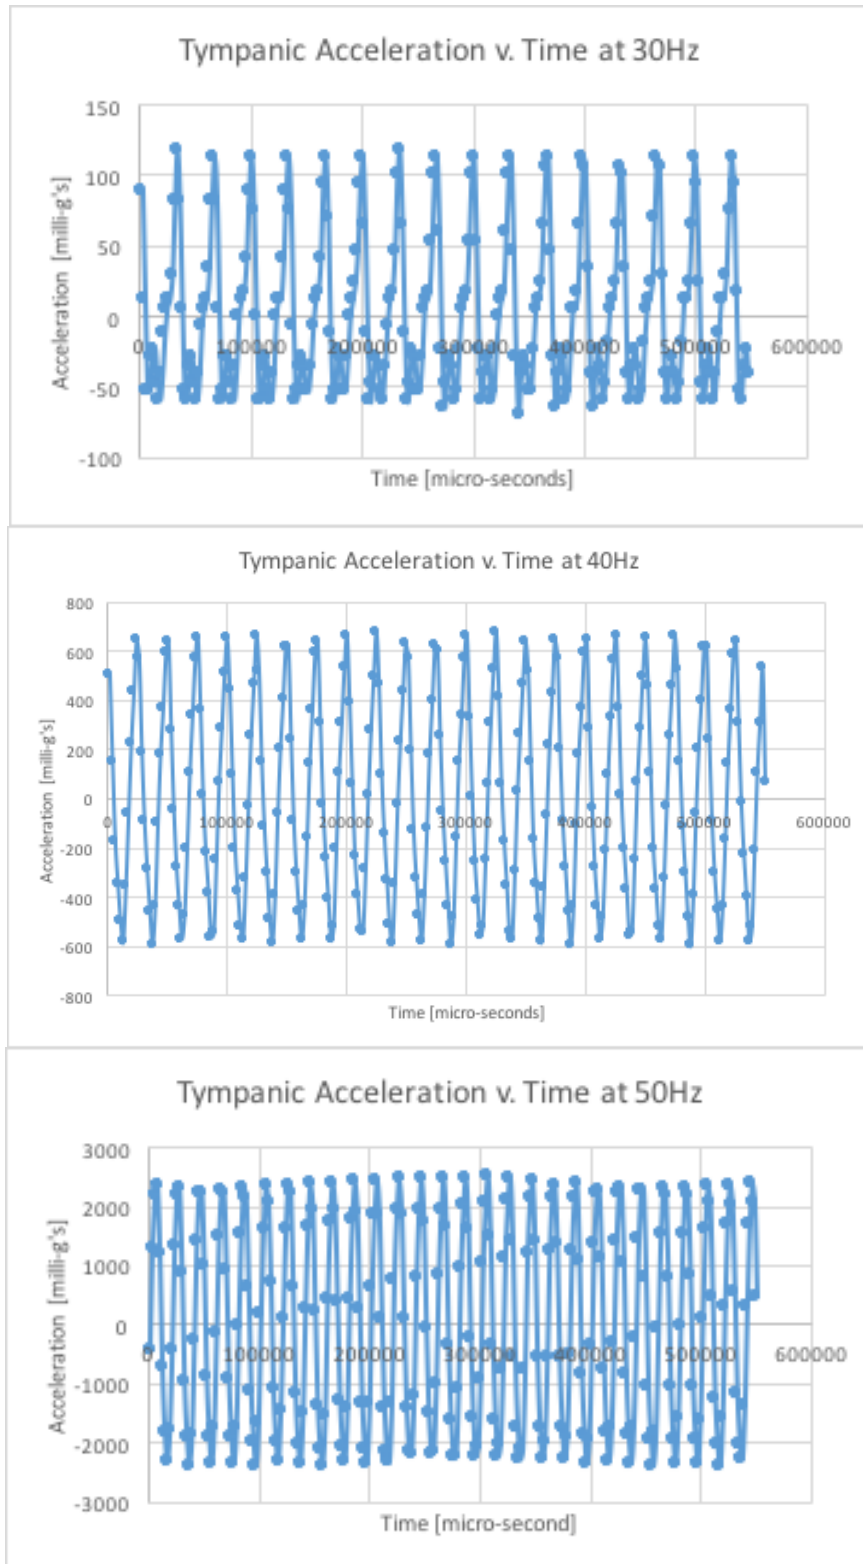 Tympanic Acceleration v. Time at 30Hz
150
100
50
0
-50
-100
Acceleration [milli-g's]
0 100000 200000 300000 400000 500000 600000
Time [micro-seconds]
Tympanic Acceleration v. Time at 40Hz
800
600
400
200
0
-200
-400
-600
-800
Acceleration [milli-g's]
0 100000 200000 300000 400000 500000 600000
Time [micro-seconds]
Tympanic Acceleration v. Time at 50Hz
3000
2000
1000
0
-1000
-2000
-3000
Acceleration [milli-g's]
0 100000 200000 300000 400000 500000 600000
Time [micro-second]